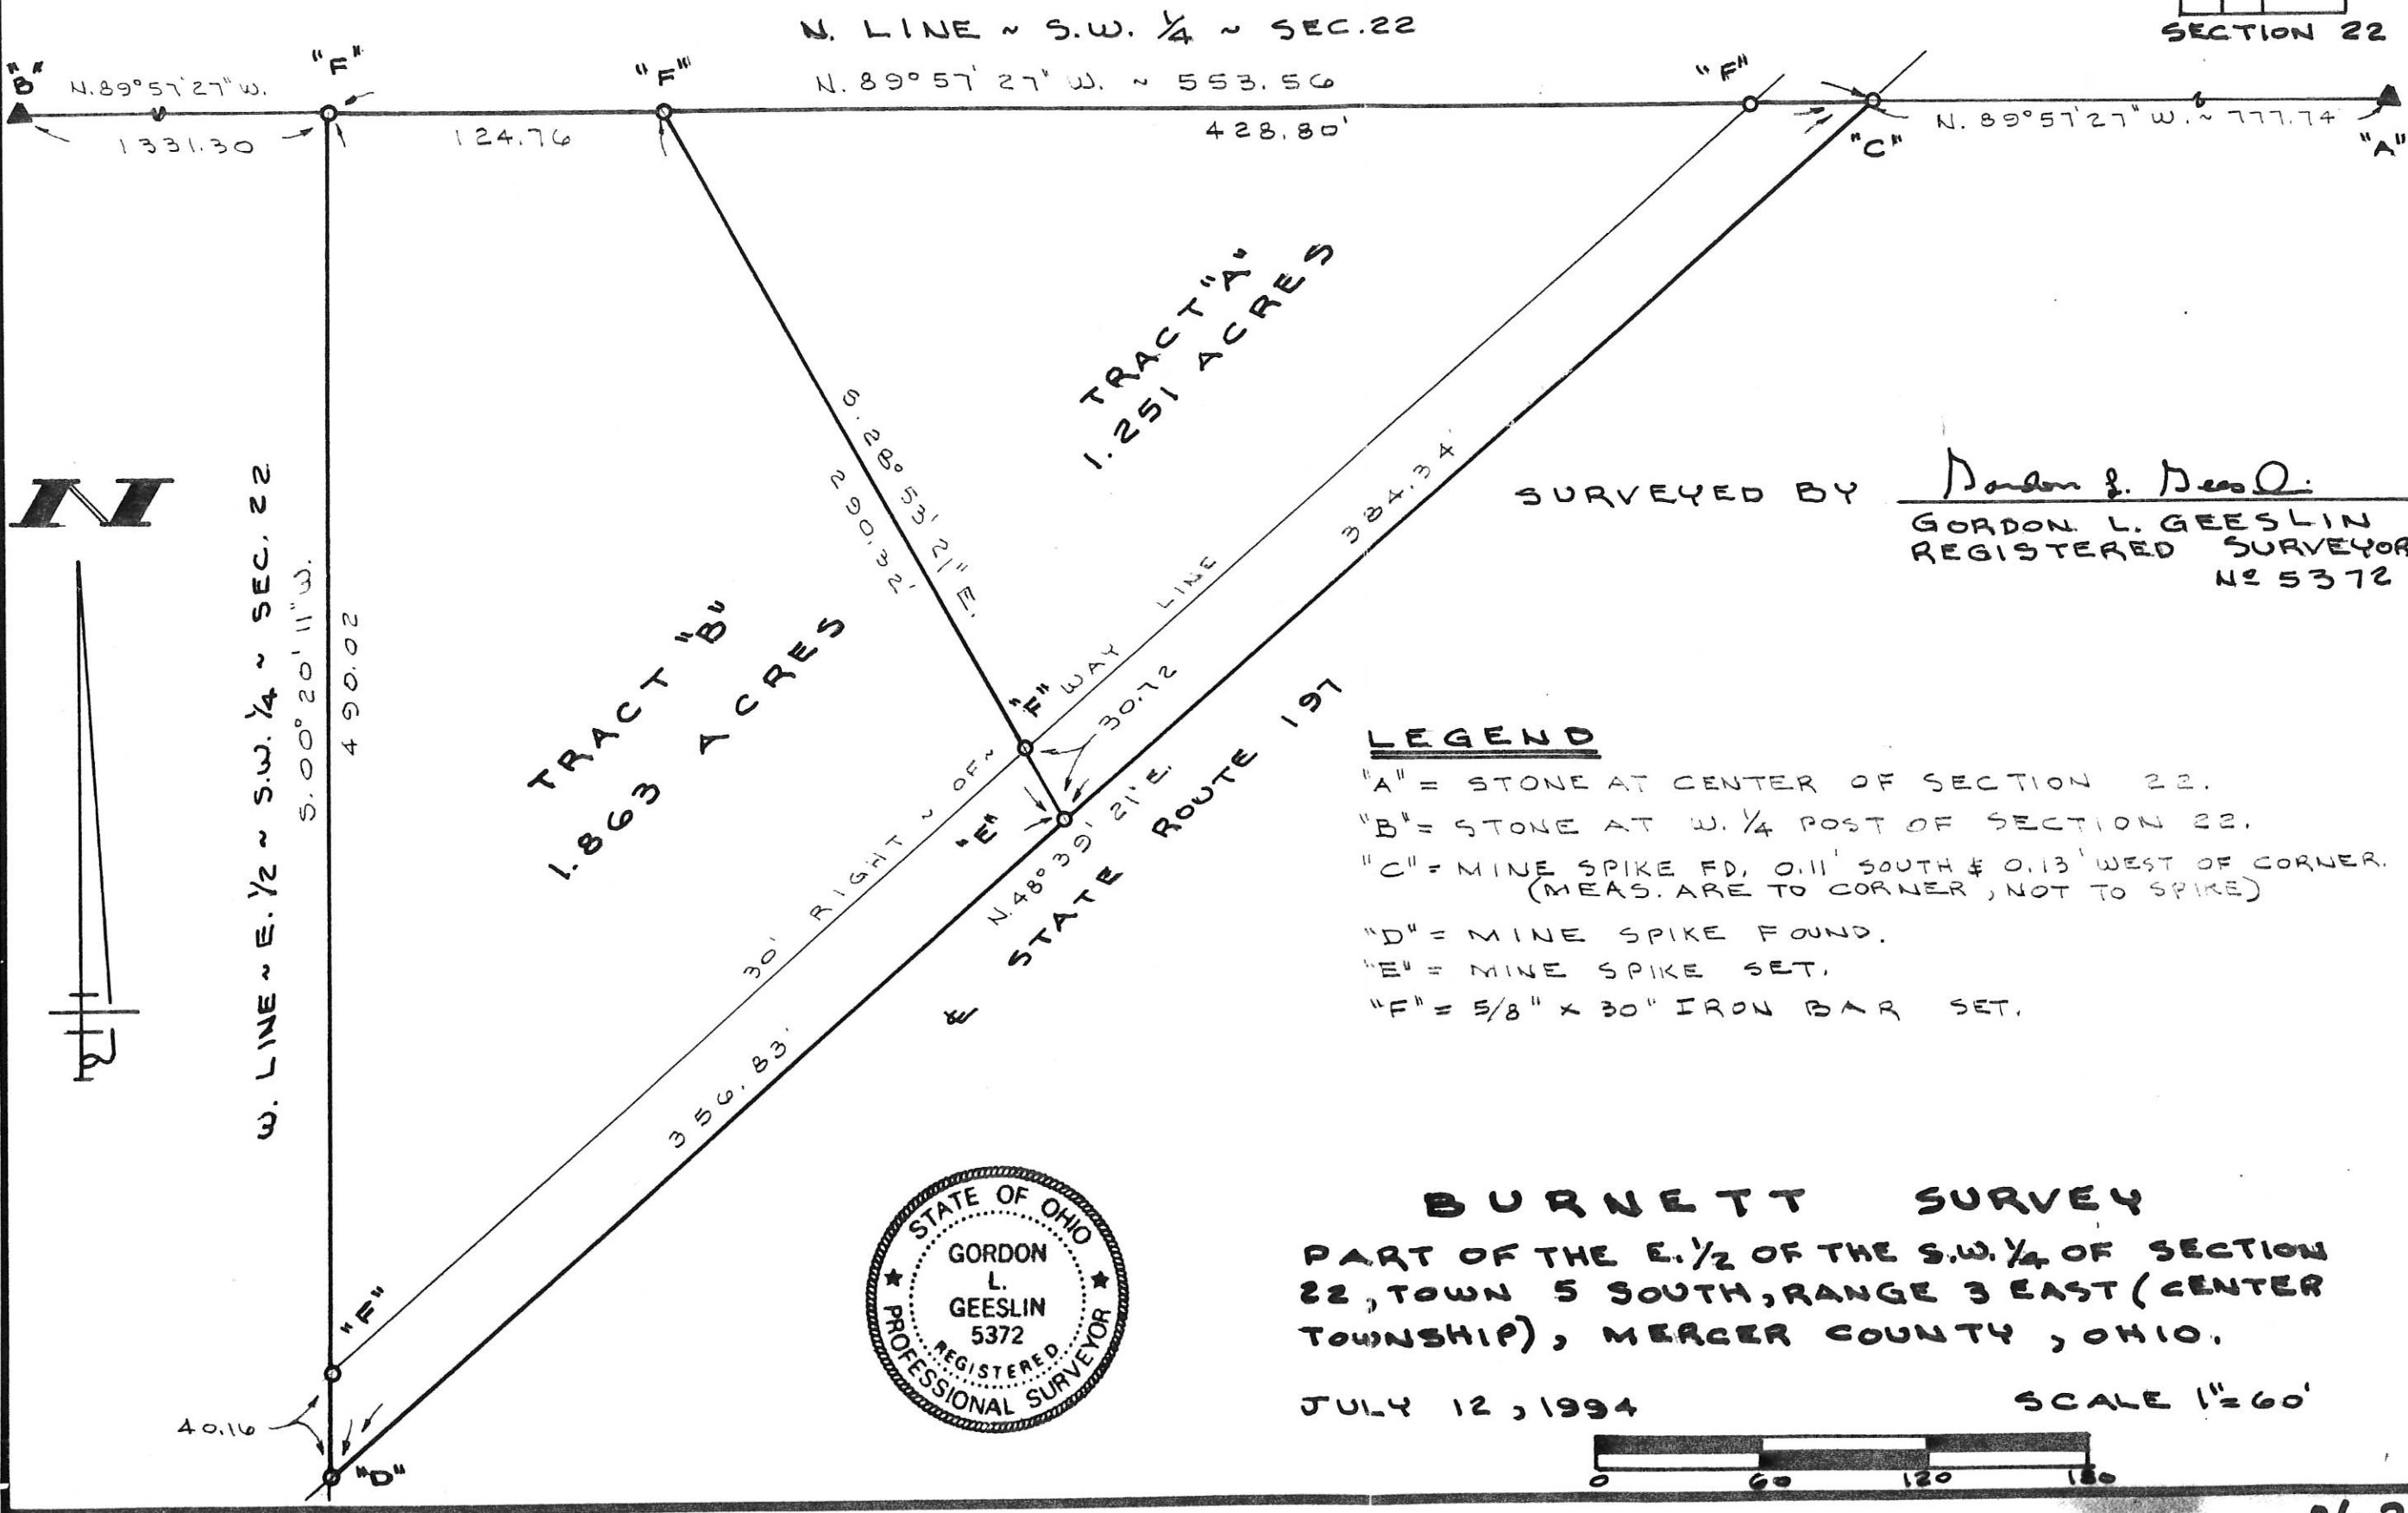 N. LINE ~ S.W. ¼ ~ SEC.22
SECTION 22
"B"
N.89°57'27"W.
"F"
"F"
N. 89°57'27" W. ~ 553.56
"F"
1331.30
124.76
428.80'
"C"
N. 89°57'27" W. ~ 777.74
"A"
TRACT "A"
1.251 ACRES
S. 28° 53' 21" E.
290.32'
384.34'
SURVEYED BY
GORDON L. GEESLIN
REGISTERED SURVEYOR
Nº 5372
W. LINE ~ E. ½ ~ S.W. ¼ ~ SEC. 22
S. 00° 20' 11" W.
490.02
TRACT "B"
1.863 ACRES
30' RIGHT ~ OF ~ WAY LINE
"F"
30.72
"E"
N. 48° 39' 21" E.
STATE ROUTE 197
356.83'
LEGEND
"A" = STONE AT CENTER OF SECTION 22.
"B" = STONE AT W. ¼ POST OF SECTION 22.
"C" = MINE SPIKE FD. 0.11' SOUTH & 0.13' WEST OF CORNER.
(MEAS. ARE TO CORNER, NOT TO SPIKE)
"D" = MINE SPIKE FOUND.
"E" = MINE SPIKE SET.
"F" = 5/8" x 30" IRON BAR SET.
N
"F"
40.16
"D"
STATE OF OHIO
GORDON
L.
GEESLIN
5372
REGISTERED
PROFESSIONAL SURVEYOR
BURNETT SURVEY
PART OF THE E. ½ OF THE S.W. ¼ OF SECTION
22, TOWN 5 SOUTH, RANGE 3 EAST (CENTER
TOWNSHIP), MERCER COUNTY, OHIO.
JULY 12, 1994
SCALE 1"=60'
0 60 120 180